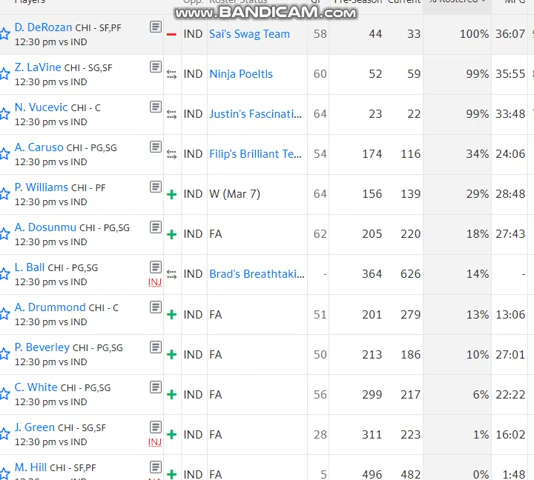 www.BANDICAM.com
Players Opp. Roster Status GP Pre-Season Current % Rostered MPG
D. DeRozan CHI - SF,PF IND Sai's Swag Team 58 44 33 100% 36:07
12:30 pm vs IND
Z. LaVine CHI - SG,SF IND Ninja Poeltls 60 52 59 99% 35:55
12:30 pm vs IND
N. Vucevic CHI - C IND Justin's Fascinati... 64 23 22 99% 33:48
12:30 pm vs IND
A. Caruso CHI - PG,SG IND Filip's Brilliant Te... 54 174 116 34% 24:06
12:30 pm vs IND
P. Williams CHI - PF IND W (Mar 7) 64 156 139 29% 28:48
12:30 pm vs IND
A. Dosunmu CHI - PG,SG IND FA 62 205 220 18% 27:43
12:30 pm vs IND
L. Ball CHI - PG,SG IND Brad's Breathtaki... - 364 626 14% -
12:30 pm vs IND INJ
A. Drummond CHI - C IND FA 51 201 279 13% 13:06
12:30 pm vs IND
P. Beverley CHI - PG,SG IND FA 50 213 186 10% 27:01
12:30 pm vs IND
C. White CHI - PG,SG IND FA 56 299 217 6% 22:22
12:30 pm vs IND
J. Green CHI - SG,SF IND FA 28 311 223 1% 16:02
12:30 pm vs IND INJ
M. Hill CHI - SF,PF IND FA 5 496 482 0% 1:48
12:30 pm vs IND